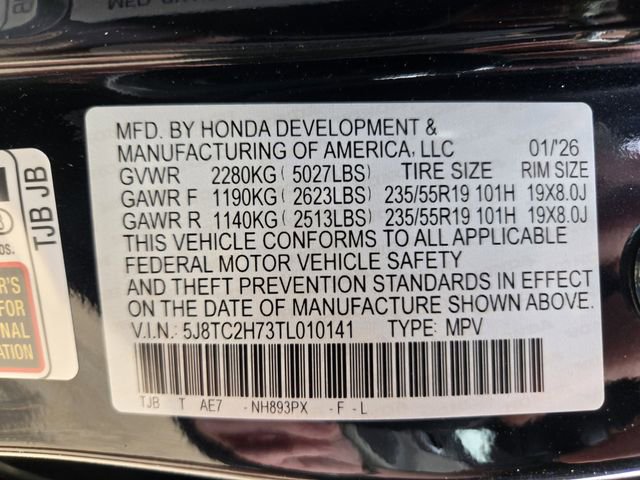 MFD. BY HONDA DEVELOPMENT &
MANUFACTURING OF AMERICA, LLC 01/'26
GVWR 2280KG ( 5027LBS) TIRE SIZE RIM SIZE
GAWR F 1190KG ( 2623LBS) 235/55R19 101H 19X8.0J
GAWR R 1140KG ( 2513LBS) 235/55R19 101H 19X8.0J
THIS VEHICLE CONFORMS TO ALL APPLICABLE
FEDERAL MOTOR VEHICLE SAFETY
AND THEFT PREVENTION STANDARDS IN EFFECT
ON THE DATE OF MANUFACTURE SHOWN ABOVE.
V.I.N.: 5J8TC2H73TL010141 TYPE: MPV
TJB T AE7 -NH893PX -F-L
TJB JB